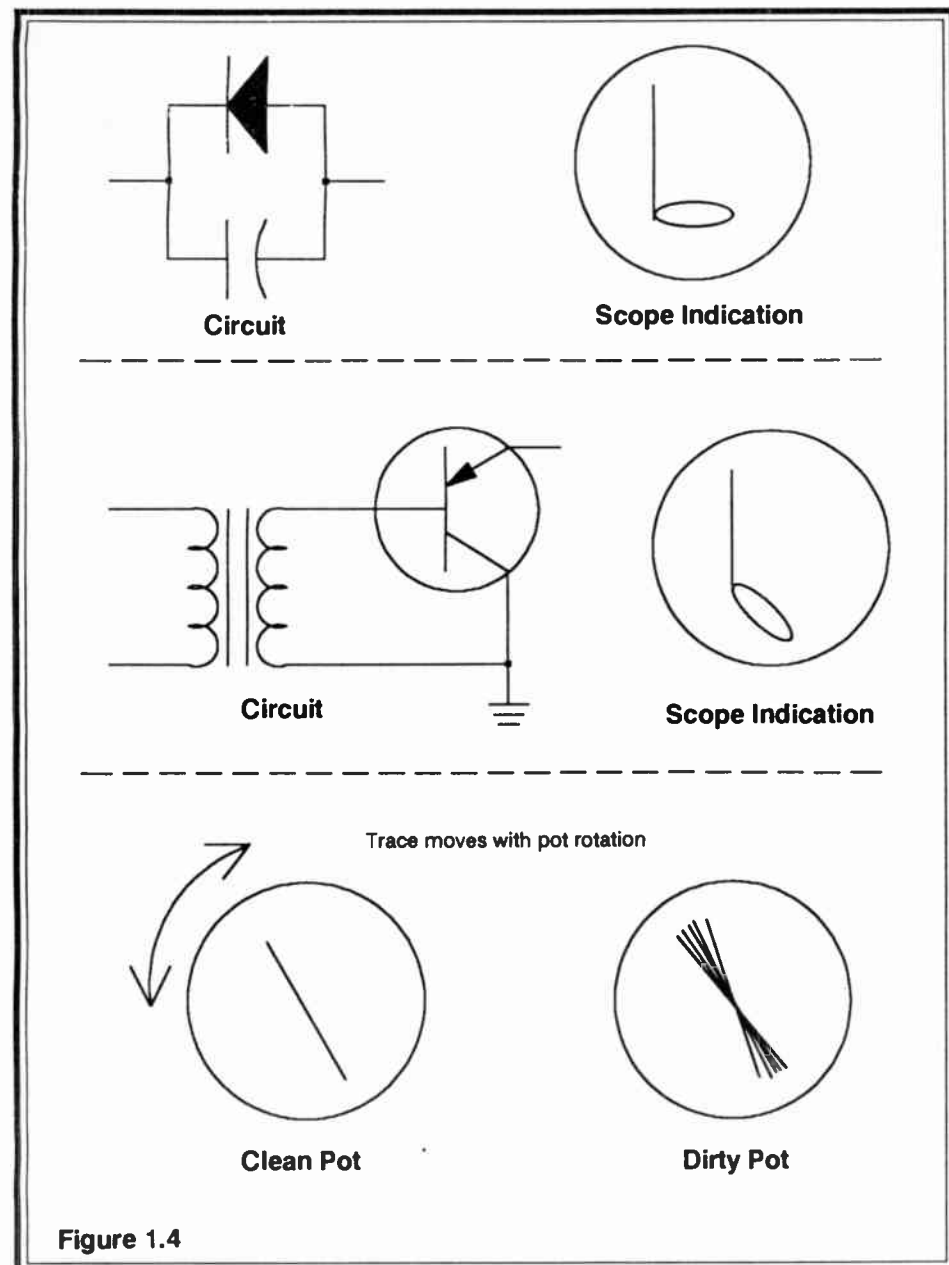 Circuit
Scope Indication
Circuit
Scope Indication
Trace moves with pot rotation
Clean Pot
Dirty Pot
Figure 1.4